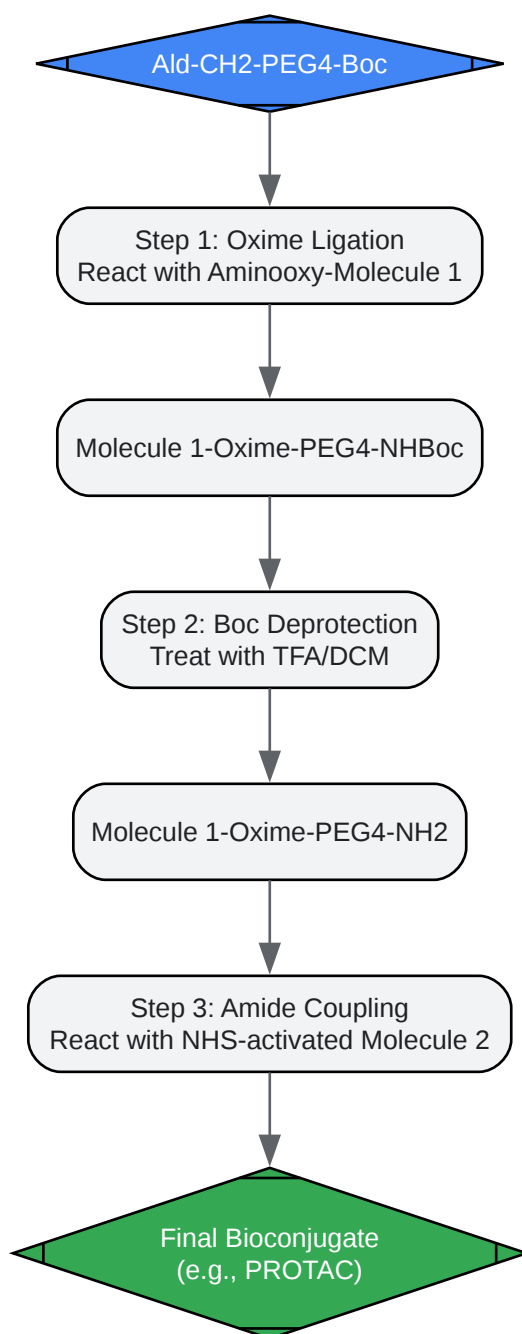 Ald-CH2-PEG4-Boc
Step 1: Oxime Ligation
React with Aminooxy-Molecule 1
Molecule 1-Oxime-PEG4-NHBoc
Step 2: Boc Deprotection
Treat with TFA/DCM
Molecule 1-Oxime-PEG4-NH2
Step 3: Amide Coupling
React with NHS-activated Molecule 2
Final Bioconjugate
(e.g., PROTAC)